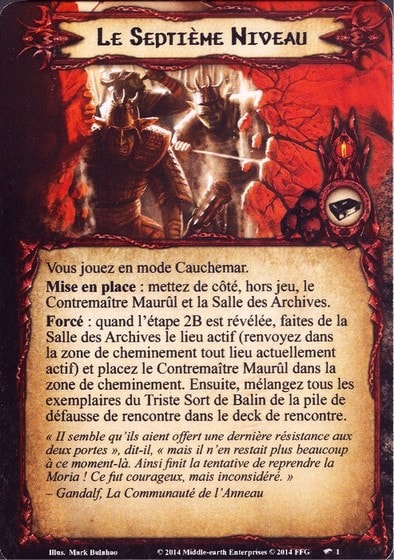 Le Septième Niveau
Vous jouez en mode Cauchemar.
Mise en place : mettez de côté, hors jeu, le
Contremaître Maurûl et la Salle des Archives.
Forcé : quand l'étape 2B est révélée, faites de la
Salle des Archives le lieu actif (renvoyez dans
la zone de cheminement tout lieu actuellement
actif) et placez le Contremaître Maurûl dans la
zone de cheminement. Ensuite, mélangez tous les
exemplaires du Triste Sort de Balin de la pile de
défausse de rencontre dans le deck de rencontre.
« Il semble qu'ils aient offert une dernière résistance aux
deux portes », dit-il, « mais il n'en restait plus beaucoup
à ce moment-là. Ainsi finit la tentative de reprendre la
Moria ! Ce fut courageux, mais inconsidéré. »
– Gandalf, La Communauté de l'Anneau
Illus. Mark Bulahao
© 2014 Middle-earth Enterprises © 2014 FFG
1